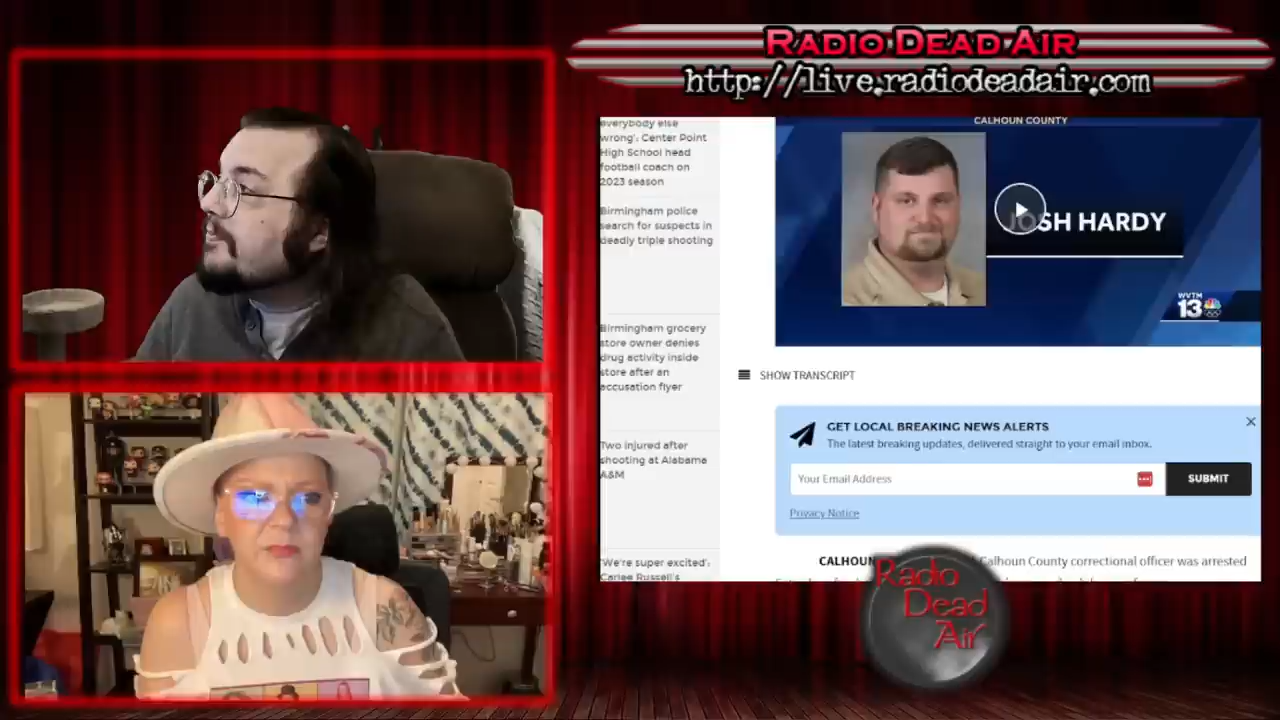 RADIO DEAD AIR
http://live.radiodeadair.com
everybody else
wrong': Center Point
High School head
football coach on
2023 season
Birmingham police
search for suspects in
deadly triple shooting
Birmingham grocery
store owner denies
drug activity inside
store after an
accusation flyer
Two injured after
shooting at Alabama
A&M
'We're super excited':
Carlee Russell's
CALHOUN COUNTY
JOSH HARDY
WVTM
13
SHOW TRANSCRIPT
GET LOCAL BREAKING NEWS ALERTS
The latest breaking updates, delivered straight to your email inbox.
Your Email Address
SUBMIT
Privacy Notice
CALHOUN
Calhoun County correctional officer was arrested
Radio
Dead
Air